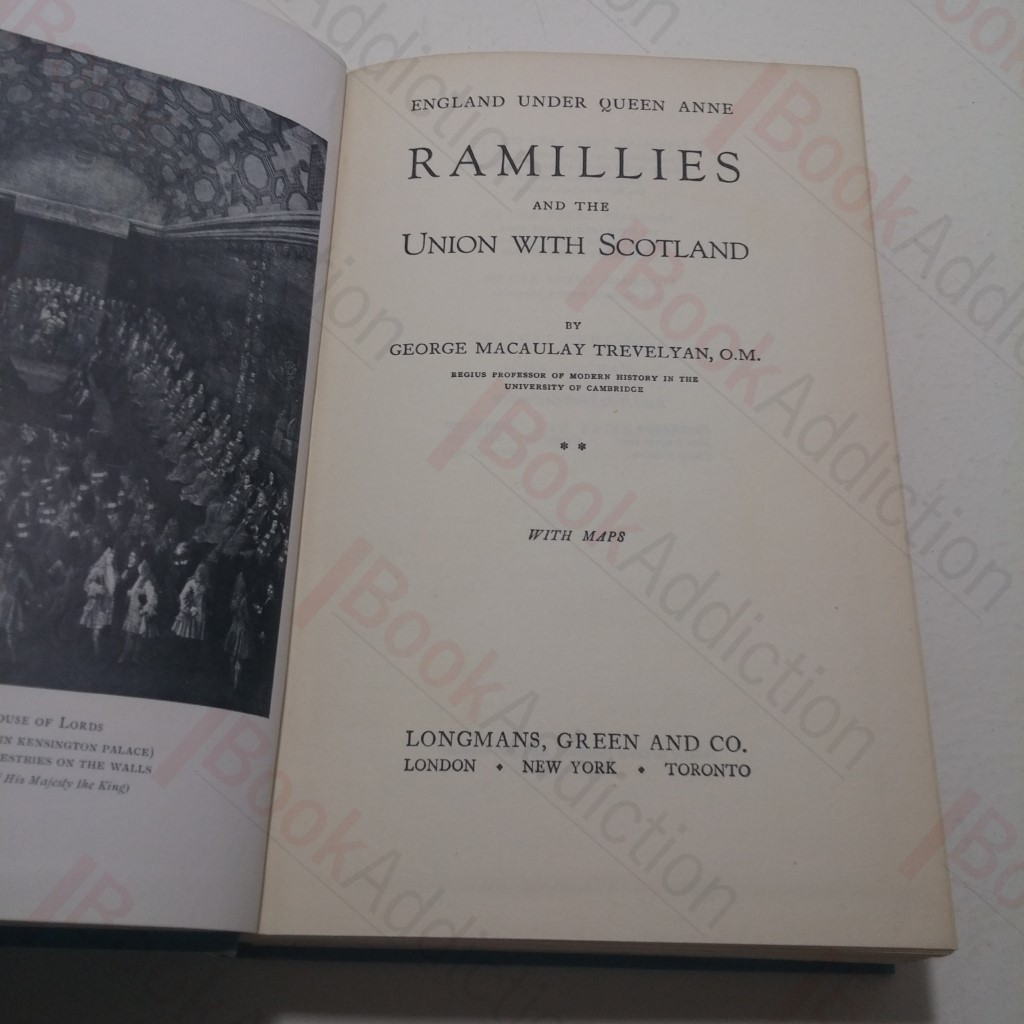 OUSE OF LORDS
IN KENSINGTON PALACE)
ESTRIES ON THE WALLS
His Majesty the King)
ENGLAND UNDER QUEEN ANNE
RAMILLIES
AND THE
UNION WITH SCOTLAND
BY
GEORGE MACAULAY TREVELYAN, O.M.
REGIUS PROFESSOR OF MODERN HISTORY IN THE
UNIVERSITY OF CAMBRIDGE
* *
WITH MAPS
LONGMANS, GREEN AND CO.
LONDON • NEW YORK • TORONTO
BookAddiction